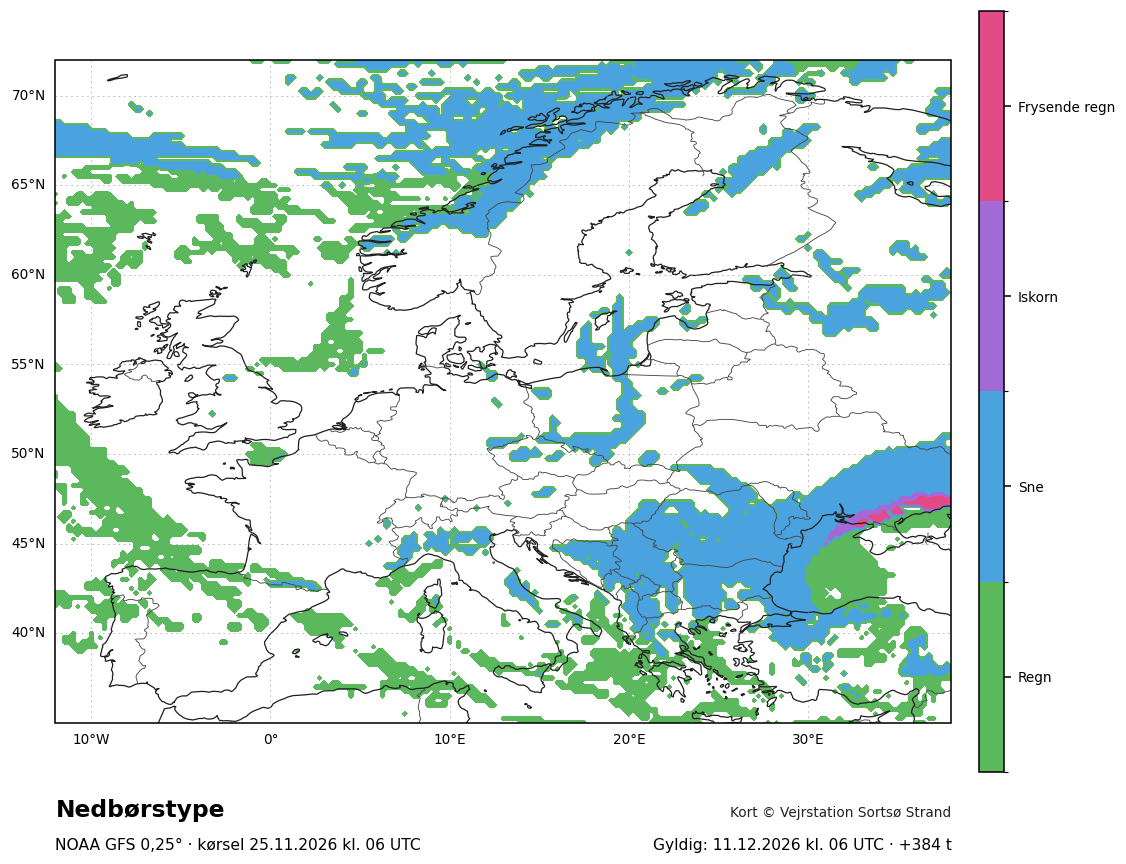 Frysende regn
Iskorn
Sne
Regn
70°N
65°N
60°N
55°N
50°N
45°N
40°N
10°W
0°
10°E
20°E
30°E
Nedbørstype
Kort © Vejrstation Sortsø Strand
NOAA GFS 0,25° · kørsel 25.11.2026 kl. 06 UTC
Gyldig: 11.12.2026 kl. 06 UTC · +384 t